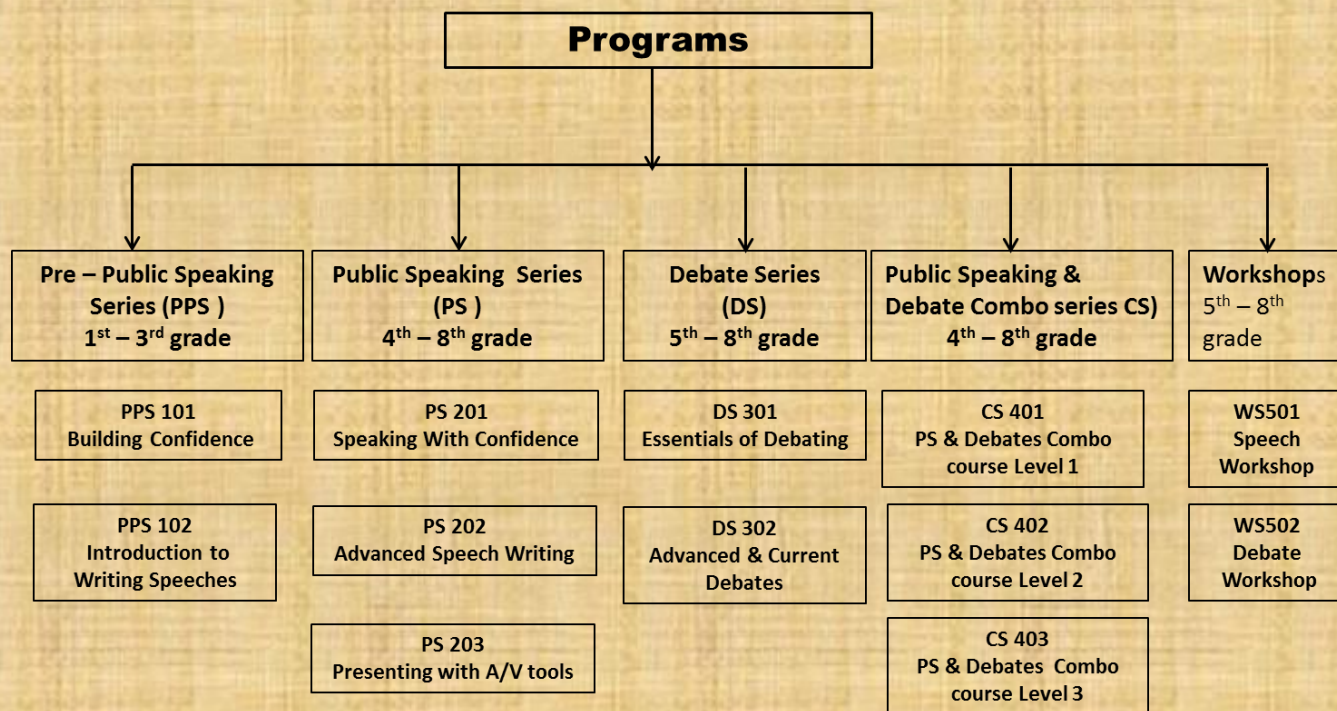 Programs
Pre – Public Speaking
Series (PPS )
1st – 3rd grade
Public Speaking Series
(PS )
4th – 8th grade
Debate Series
(DS)
5th – 8th grade
Public Speaking &
Debate Combo series CS)
4th – 8th grade
Workshops
5th – 8th
grade
PPS 101
Building Confidence
PS 201
Speaking With Confidence
DS 301
Essentials of Debating
CS 401
PS & Debates Combo
course Level 1
WS501
Speech
Workshop
PPS 102
Introduction to
Writing Speeches
PS 202
Advanced Speech Writing
DS 302
Advanced & Current
Debates
CS 402
PS & Debates Combo
course Level 2
WS502
Debate
Workshop
PS 203
Presenting with A/V tools
CS 403
PS & Debates Combo
course Level 3